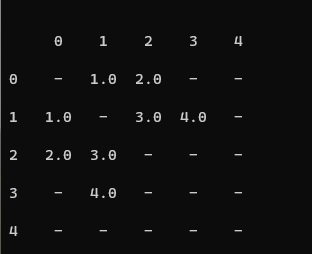 0 1 2 3 4
0 - 1.0 2.0 - -
1 1.0 - 3.0 4.0 -
2 2.0 3.0 - - -
3 - 4.0 - - -
4 - - - - -